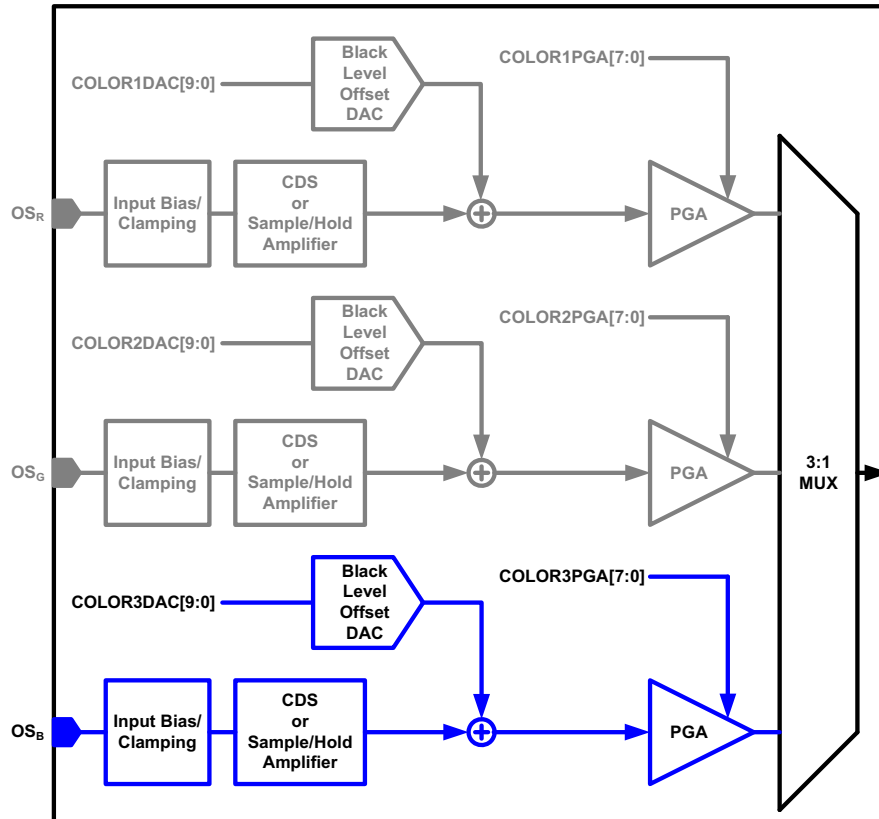 Black
Level
Offset
DAC
COLOR1DAC[9:0]
COLOR1PGA[7:0]
OSR
Input Bias/
Clamping
CDS
or
Sample/Hold
Amplifier
PGA
Black
Level
Offset
DAC
COLOR2DAC[9:0]
COLOR2PGA[7:0]
OSG
Input Bias/
Clamping
CDS
or
Sample/Hold
Amplifier
PGA
3:1
MUX
Black
Level
Offset
DAC
COLOR3DAC[9:0]
COLOR3PGA[7:0]
OSB
Input Bias/
Clamping
CDS
or
Sample/Hold
Amplifier
PGA